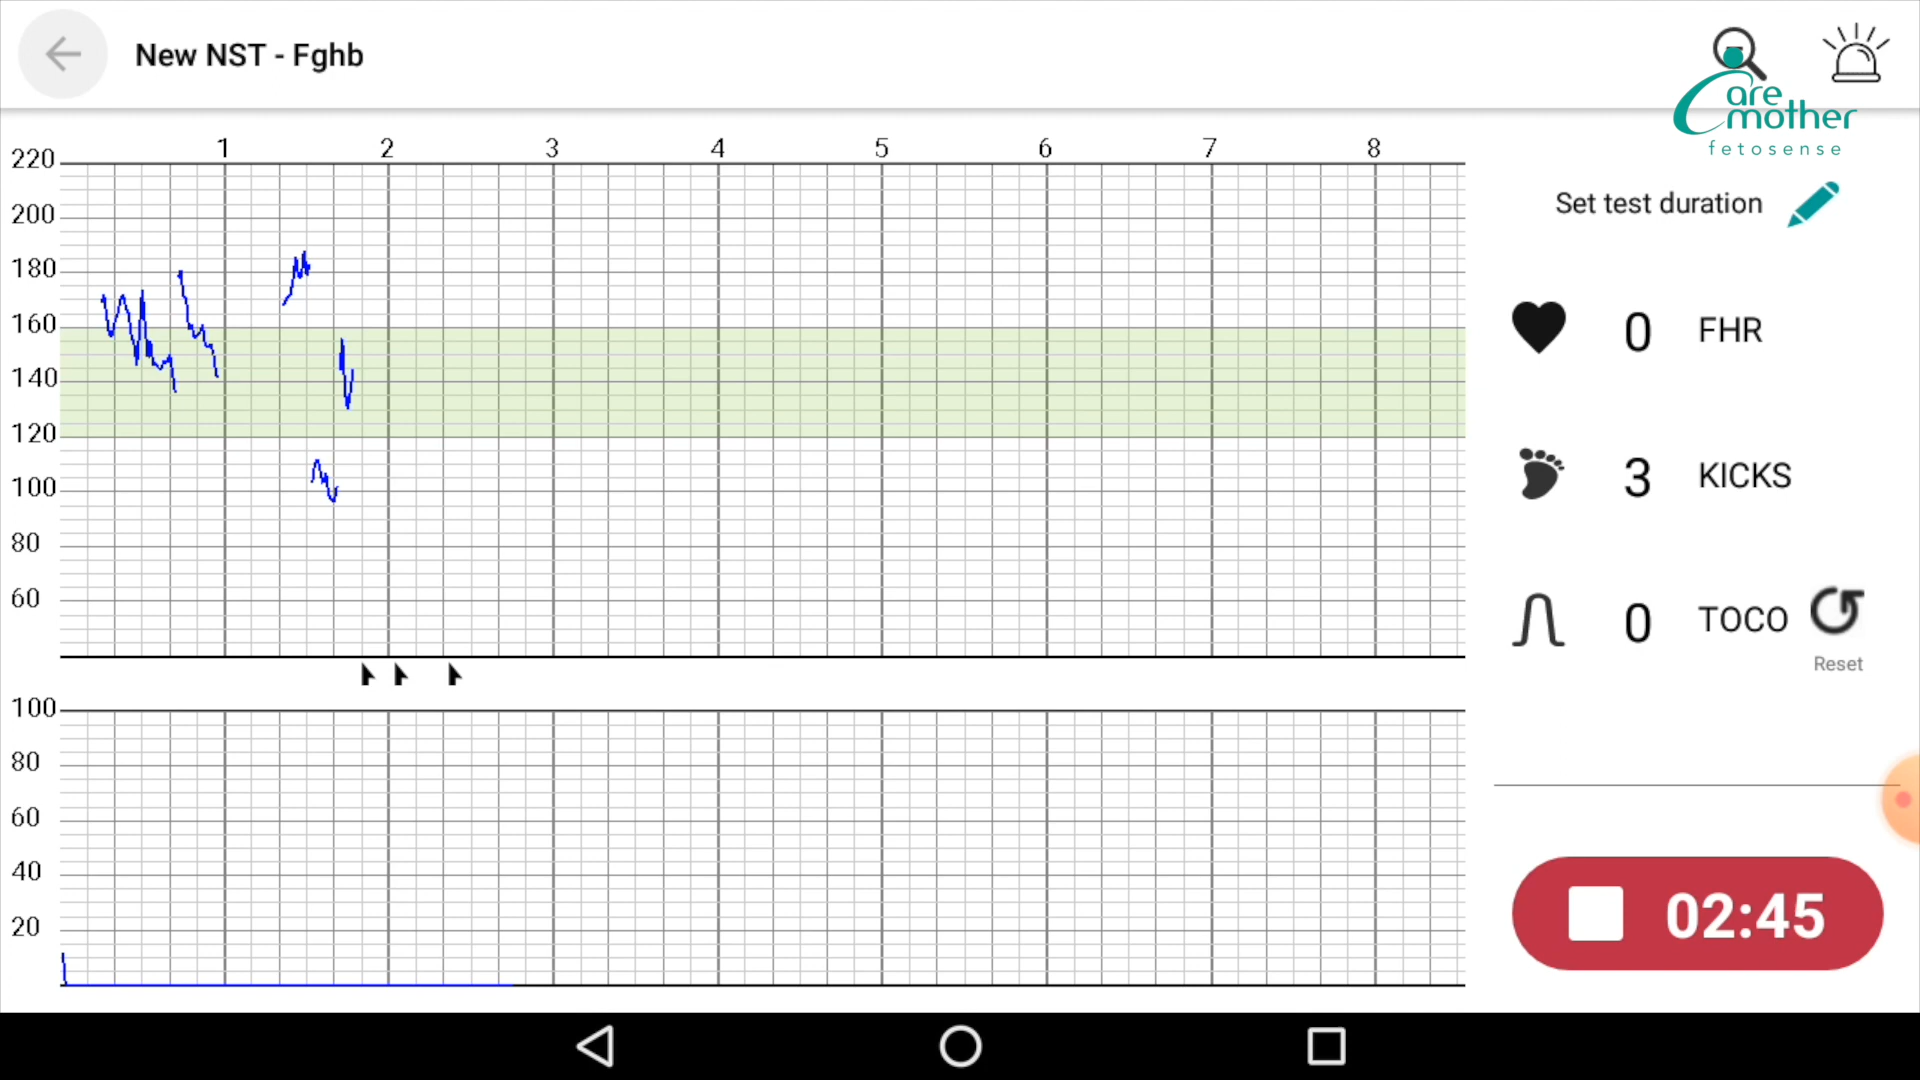 New NST - Fghb
Care
mother
fetosense
1 2 3 4 5 6 7 8
220
200
180
160
140
120
100
80
60
100
80
60
40
20
Set test duration
0 FHR
3 KICKS
0 TOCO
Reset
02:45